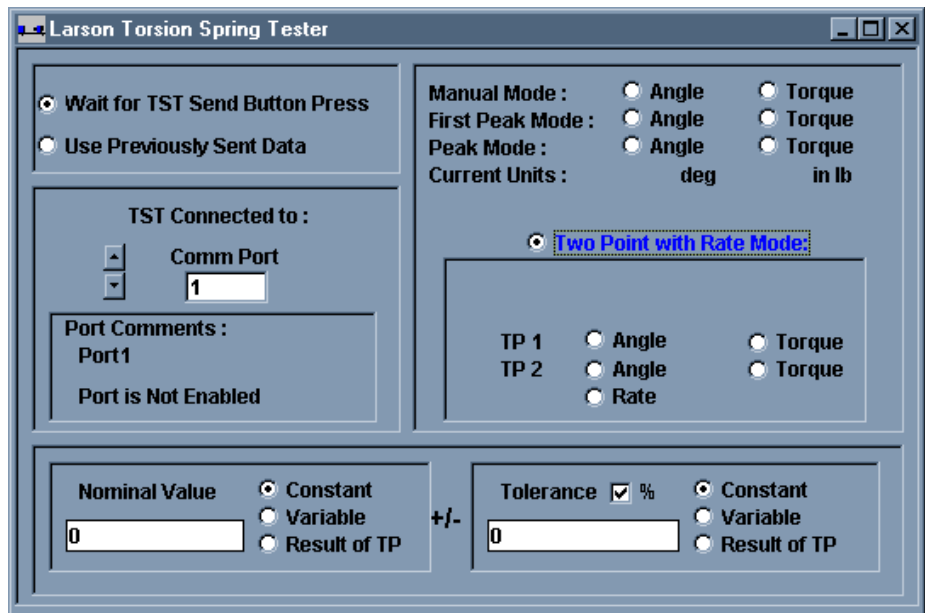 Larson Torsion Spring Tester
Wait for TST Send Button Press
Use Previously Sent Data
TST Connected to :
Comm Port
1
Port Comments :
Port1
Port is Not Enabled
Manual Mode : Angle Torque
First Peak Mode : Angle Torque
Peak Mode : Angle Torque
Current Units : deg in lb
Two Point with Rate Mode:
TP 1 Angle Torque
TP 2 Angle Torque
Rate
Nominal Value
0
Constant
Variable
Result of TP
+/-
Tolerance %
0
Constant
Variable
Result of TP